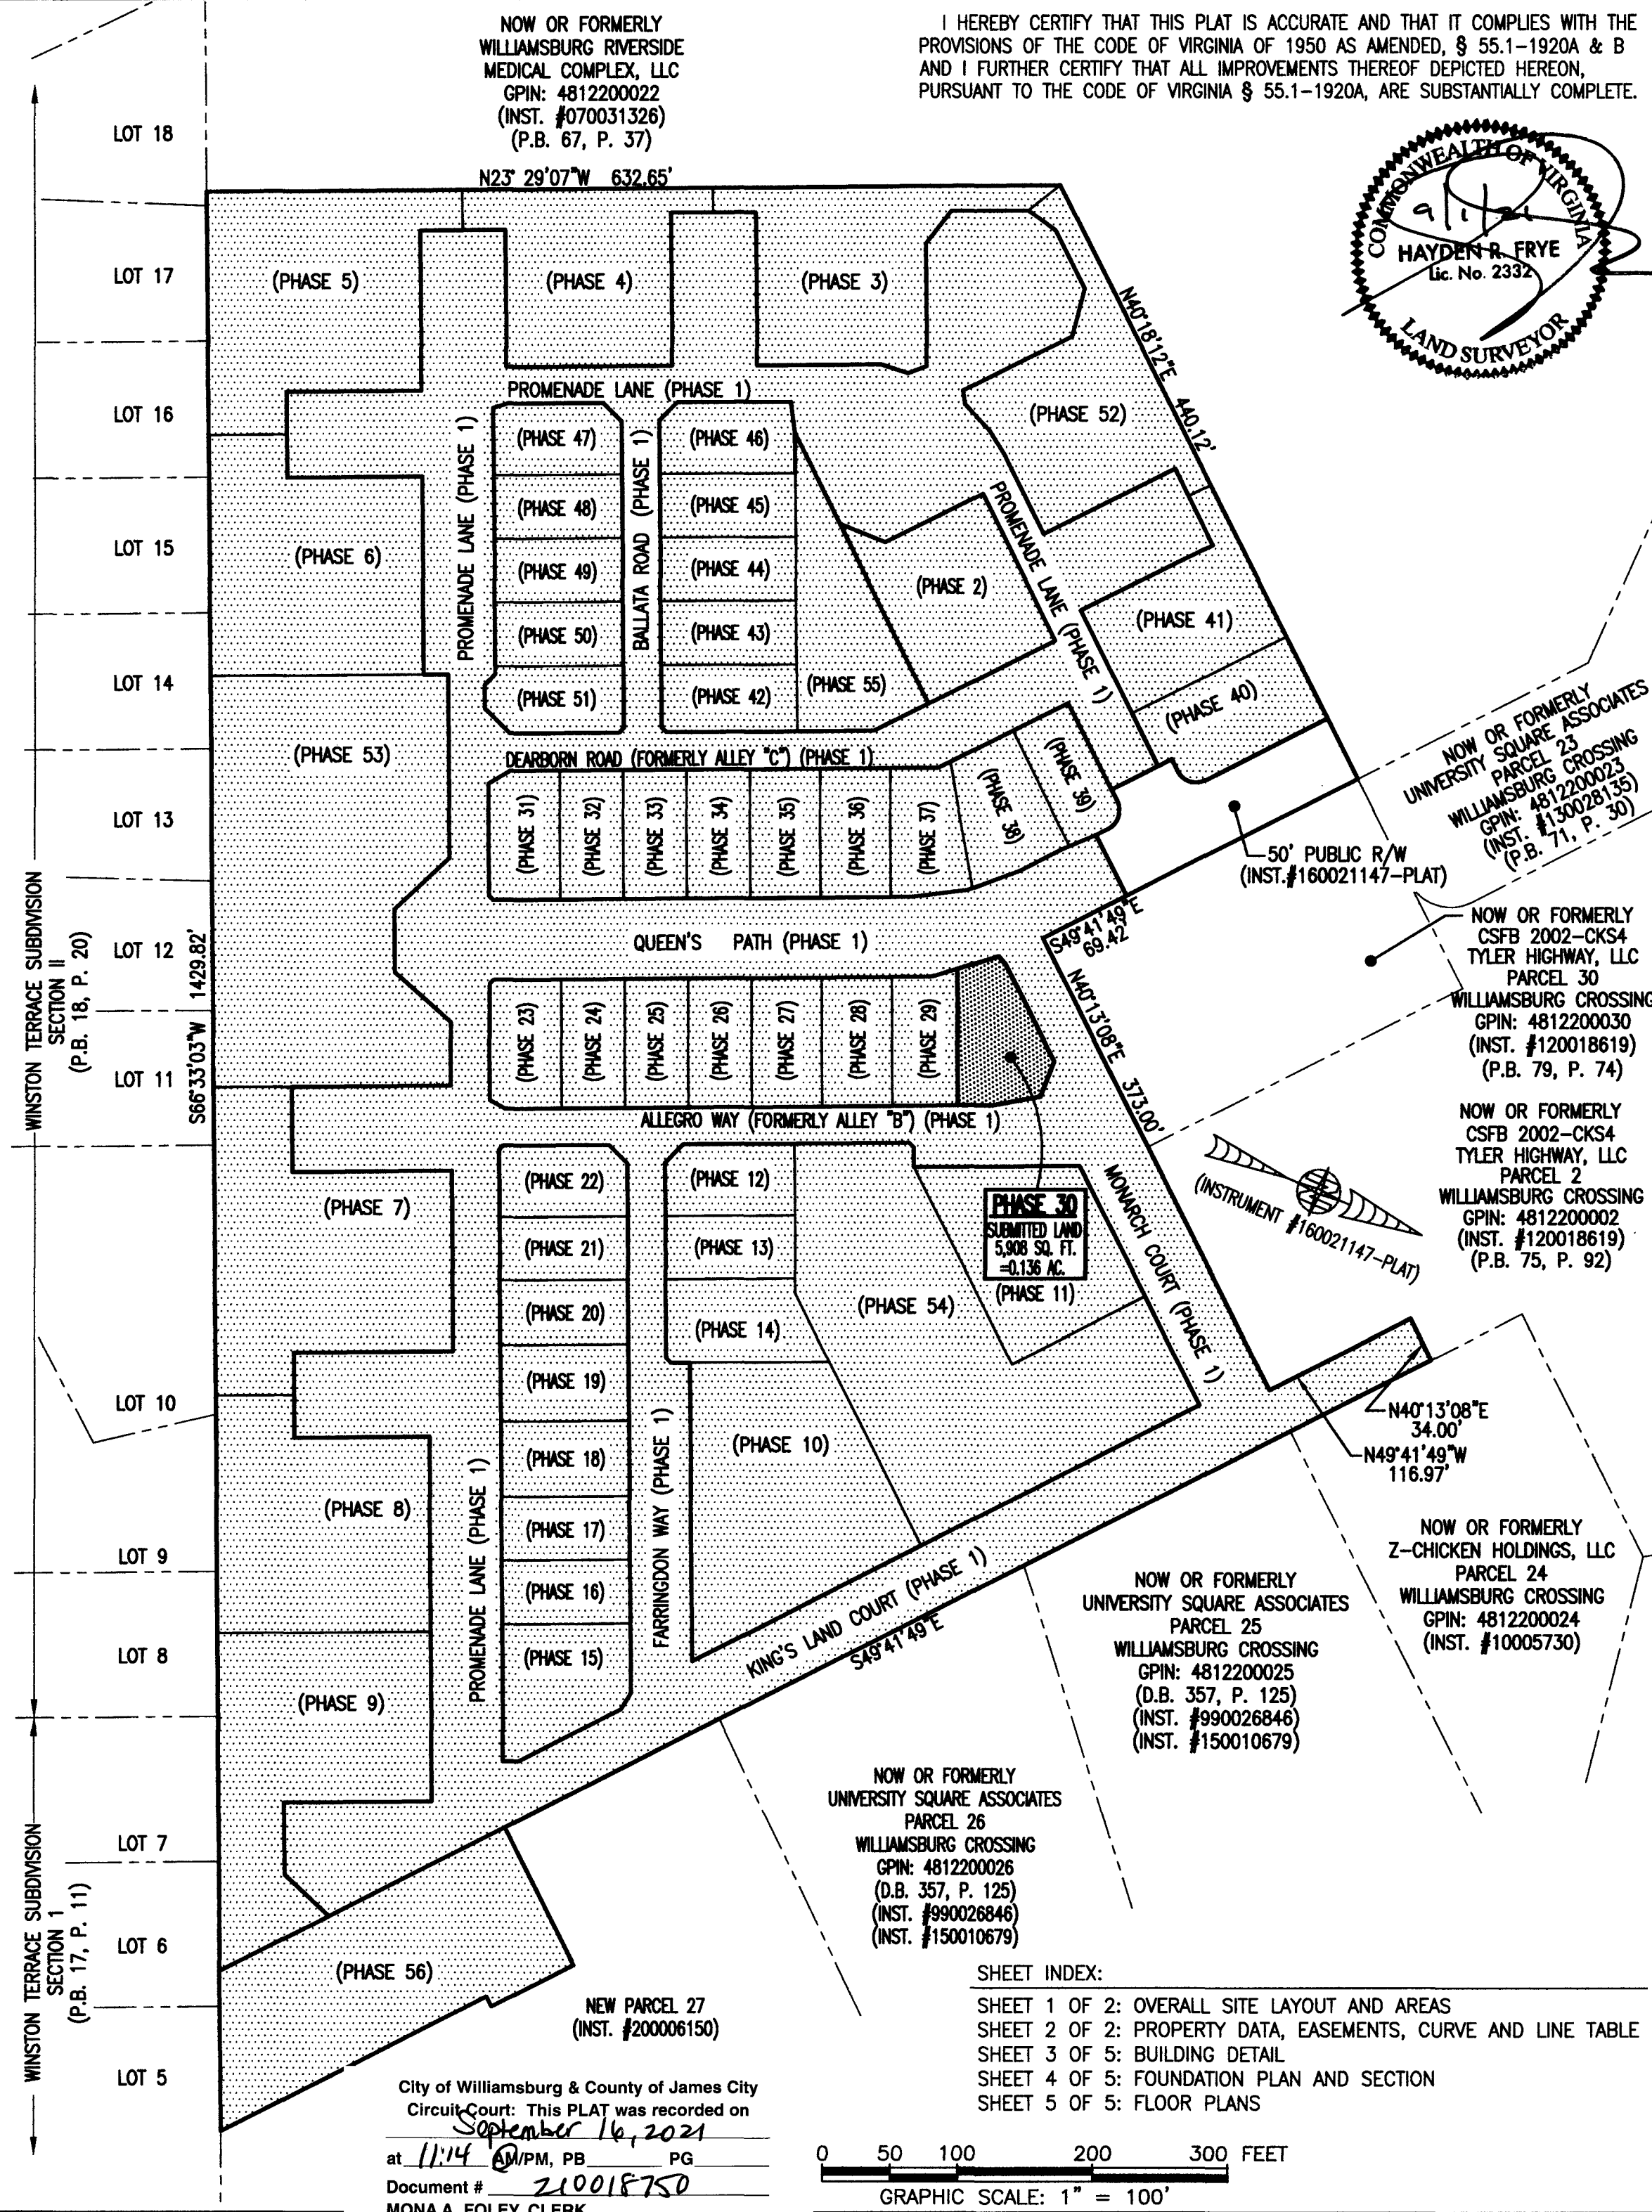 NOW OR FORMERLY
WILLIAMSBURG RIVERSIDE
MEDICAL COMPLEX, LLC
GPIN: 4812200022
(INST. #070031326)
(P.B. 67, P. 37)
I HEREBY CERTIFY THAT THIS PLAT IS ACCURATE AND THAT IT COMPLIES WITH THE
PROVISIONS OF THE CODE OF VIRGINIA OF 1950 AS AMENDED, § 55.1-1920A & B
AND I FURTHER CERTIFY THAT ALL IMPROVEMENTS THEREOF DEPICTED HEREON,
PURSUANT TO THE CODE OF VIRGINIA § 55.1-1920A, ARE SUBSTANTIALLY COMPLETE.
COMMONWEALTH OF VIRGINIA
9/1/21
HAYDEN R. FRYE
Lic. No. 2332
LAND SURVEYOR
N23° 29'07"W 632.65'
LOT 18
LOT 17
LOT 16
LOT 15
LOT 14
LOT 13
LOT 12
LOT 11
LOT 10
LOT 9
LOT 8
LOT 7
LOT 6
LOT 5
WINSTON TERRACE SUBDIVISION
SECTION II
(P.B. 18, P. 20)
S66°33'03"W 1429.82'
WINSTON TERRACE SUBDIVISION
SECTION 1
(P.B. 17, P. 11)
(PHASE 5)
(PHASE 4)
(PHASE 3)
N40°18'12"E 440.12'
PROMENADE LANE (PHASE 1)
(PHASE 52)
(PHASE 47)
(PHASE 46)
(PHASE 48)
(PHASE 45)
(PHASE 49)
(PHASE 44)
(PHASE 50)
(PHASE 43)
(PHASE 51)
(PHASE 42)
PROMENADE LANE (PHASE 1)
BALLATA ROAD (PHASE 1)
PROMENADE LANE (PHASE 1)
(PHASE 6)
(PHASE 2)
(PHASE 41)
(PHASE 40)
(PHASE 55)
(PHASE 53)
DEARBORN ROAD (FORMERLY ALLEY "C") (PHASE 1)
(PHASE 31)
(PHASE 32)
(PHASE 33)
(PHASE 34)
(PHASE 35)
(PHASE 36)
(PHASE 37)
(PHASE 38)
(PHASE 39)
50' PUBLIC R/W
(INST.#160021147-PLAT)
NOW OR FORMERLY
UNIVERSITY SQUARE ASSOCIATES
PARCEL 23
WILLIAMSBURG CROSSING
GPIN: 4812200023
(INST: #130028135)
(P.B. 71, P. 30)
NOW OR FORMERLY
CSFB 2002-CKS4
TYLER HIGHWAY, LLC
PARCEL 30
WILLIAMSBURG CROSSING
GPIN: 4812200030
(INST. #120018619)
(P.B. 79, P. 74)
NOW OR FORMERLY
CSFB 2002-CKS4
TYLER HIGHWAY, LLC
PARCEL 2
WILLIAMSBURG CROSSING
GPIN: 4812200002
(INST. #120018619)
(P.B. 75, P. 92)
S49°41'49"E
69.42'
QUEEN'S PATH (PHASE 1)
N40°13'08"E 373.00'
(PHASE 23)
(PHASE 24)
(PHASE 25)
(PHASE 26)
(PHASE 27)
(PHASE 28)
(PHASE 29)
ALLEGRO WAY (FORMERLY ALLEY "B") (PHASE 1)
(INSTRUMENT #160021147-PLAT)
PHASE 30
SUBMITTED LAND
5,908 SQ. FT.
=0.136 AC.
(PHASE 11)
MONARCH COURT (PHASE 1)
(PHASE 7)
(PHASE 22)
(PHASE 12)
(PHASE 21)
(PHASE 13)
(PHASE 20)
(PHASE 14)
(PHASE 54)
(PHASE 19)
(PHASE 18)
(PHASE 10)
(PHASE 17)
(PHASE 16)
(PHASE 15)
(PHASE 8)
(PHASE 9)
PROMENADE LANE (PHASE 1)
FARRINGDON WAY (PHASE 1)
KING'S LAND COURT (PHASE 1)
S49°41'49"E
N40°13'08"E
34.00'
N49°41'49"W
116.97'
NOW OR FORMERLY
Z-CHICKEN HOLDINGS, LLC
PARCEL 24
WILLIAMSBURG CROSSING
GPIN: 4812200024
(INST. #10005730)
NOW OR FORMERLY
UNIVERSITY SQUARE ASSOCIATES
PARCEL 25
WILLIAMSBURG CROSSING
GPIN: 4812200025
(D.B. 357, P. 125)
(INST. #990026846)
(INST. #150010679)
NOW OR FORMERLY
UNIVERSITY SQUARE ASSOCIATES
PARCEL 26
WILLIAMSBURG CROSSING
GPIN: 4812200026
(D.B. 357, P. 125)
(INST. #990026846)
(INST. #150010679)
(PHASE 56)
NEW PARCEL 27
(INST. #200006150)
SHEET INDEX:
SHEET 1 OF 2: OVERALL SITE LAYOUT AND AREAS
SHEET 2 OF 2: PROPERTY DATA, EASEMENTS, CURVE AND LINE TABLE
SHEET 3 OF 5: BUILDING DETAIL
SHEET 4 OF 5: FOUNDATION PLAN AND SECTION
SHEET 5 OF 5: FLOOR PLANS
City of Williamsburg & County of James City
Circuit Court: This PLAT was recorded on
September 16, 2021
at 11:14 AM/PM, PB PG
Document # 210018750
MONA A. FOLEY, CLERK
0 50 100 200 300 FEET
GRAPHIC SCALE: 1" = 100'